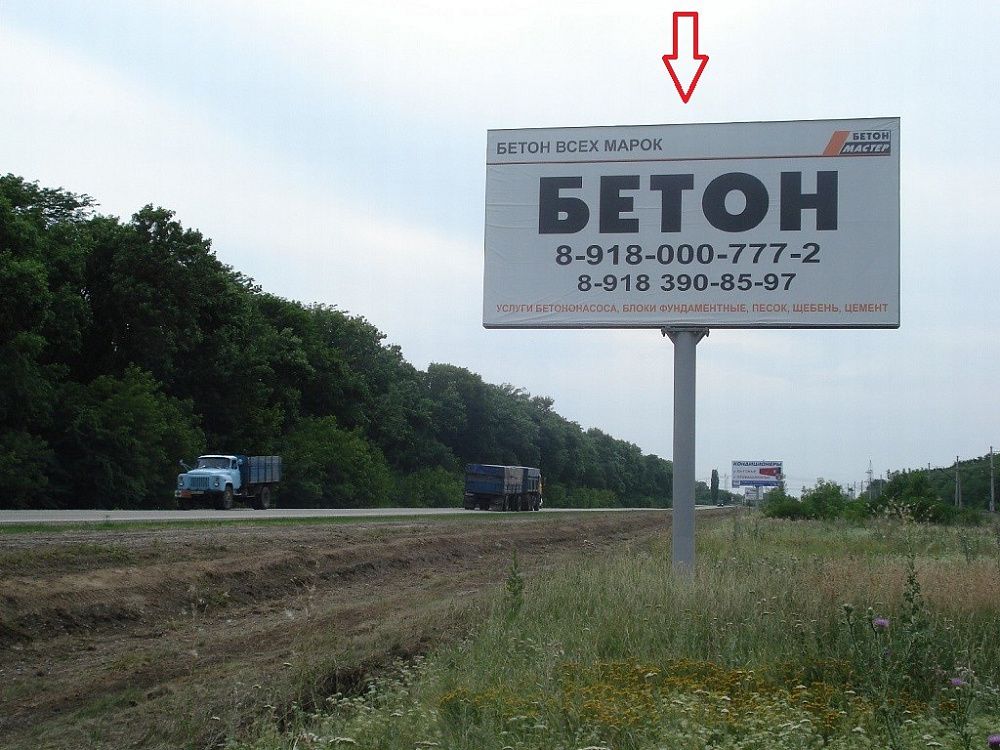 БЕТОН ВСЕХ МАРОК
БЕТОН
МАСТЕР
БЕТОН
8-918-000-777-2
8-918 390-85-97
УСЛУГИ БЕТОНОНАСОСА, БЛОКИ ФУНДАМЕНТНЫЕ, ПЕСОК, ЩЕБЕНЬ, ЦЕМЕНТ
КОНДИЦИОНЕРЫ